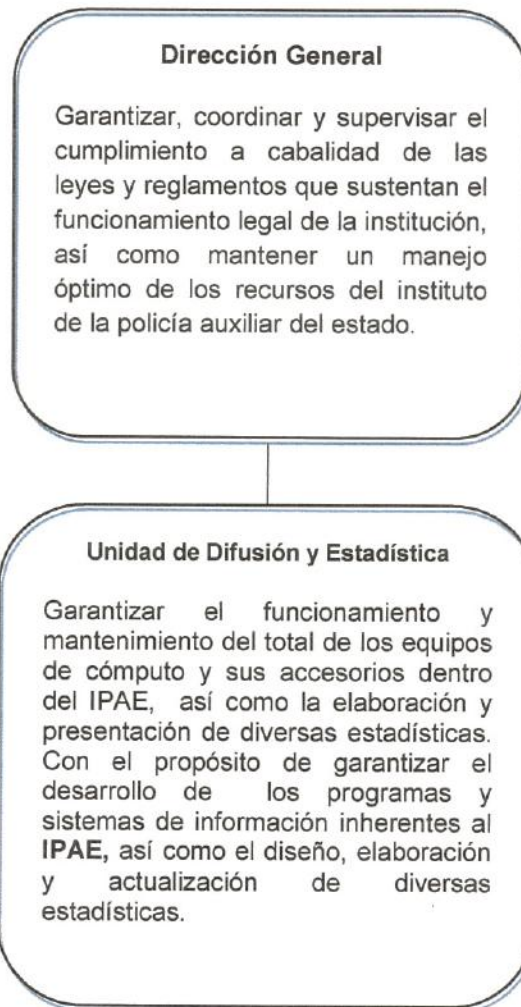 Dirección General
Garantizar, coordinar y supervisar el
cumplimiento a cabalidad de las
leyes y reglamentos que sustentan el
funcionamiento legal de la institución,
así como mantener un manejo
óptimo de los recursos del instituto
de la policía auxiliar del estado.
Unidad de Difusión y Estadística
Garantizar el funcionamiento y
mantenimiento del total de los equipos
de cómputo y sus accesorios dentro
del IPAE, así como la elaboración y
presentación de diversas estadísticas.
Con el propósito de garantizar el
desarrollo de los programas y
sistemas de información inherentes al
IPAE, así como el diseño, elaboración
y actualización de diversas
estadísticas.